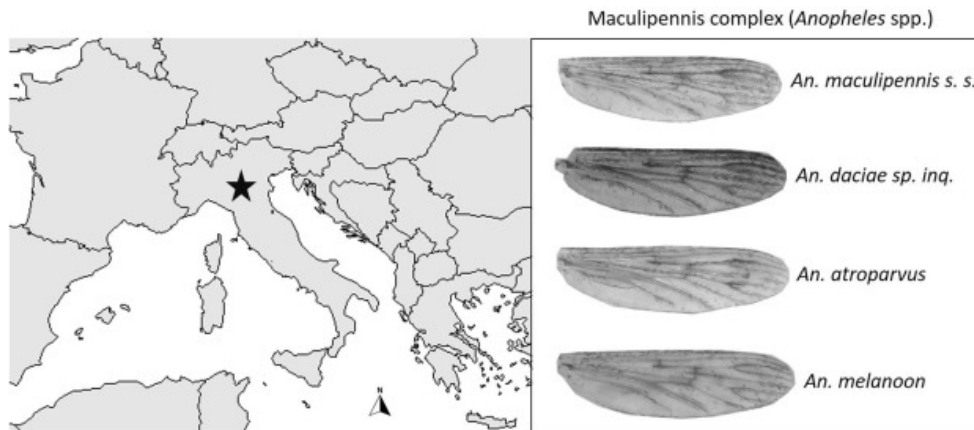 Maculipennis complex (Anopheles spp.)
An. maculipennis s. s.
An. daciae sp. inq.
An. atroparvus
An. melanoon
N